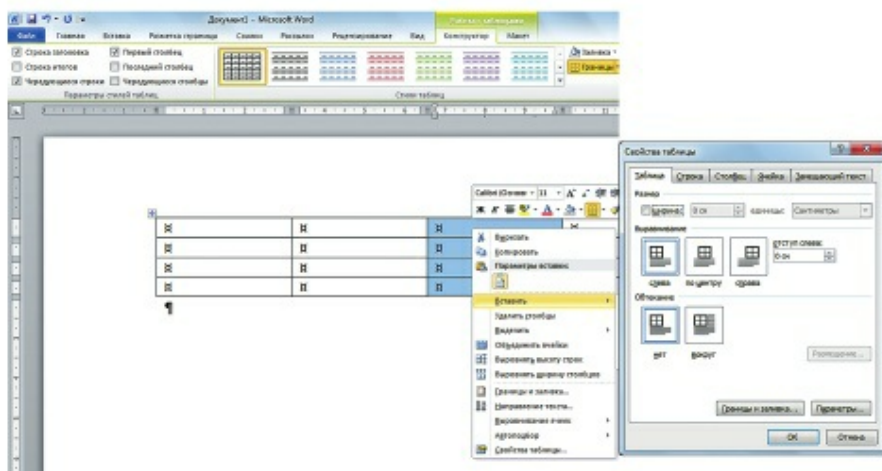 Документ1 - Microsoft Word
Работа с таблицами
Файл Главная Вставка Разметка страницы Ссылки Рассылки Рецензирование Вид Конструктор Макет
Строка заголовка Первый столбец
Строка итогов Последний столбец
Чередующиеся строки Чередующиеся столбцы
Заливка
Границы
Параметры стилей таблиц
Стили таблиц
Calibri (Основн 11
Ж К
Вырезать
Копировать
Параметры вставки:
Вставить
Удалить столбцы
Выделить
Объединить ячейки
Выровнять высоту строк
Выровнять ширину столбцов
Границы и заливка...
Направление текста...
Выравнивание ячеек
Автоподбор
Свойства таблицы...
Свойства таблицы
Таблица Строка Столбец Ячейка Замещающий текст
Размер
ширина: 0 см единицы: Сантиметры
Выравнивание
отступ слева:
0 см
слева по центру справа
Обтекание
нет вокруг
Размещение...
Границы и заливка... Параметры...
ОК Отмена